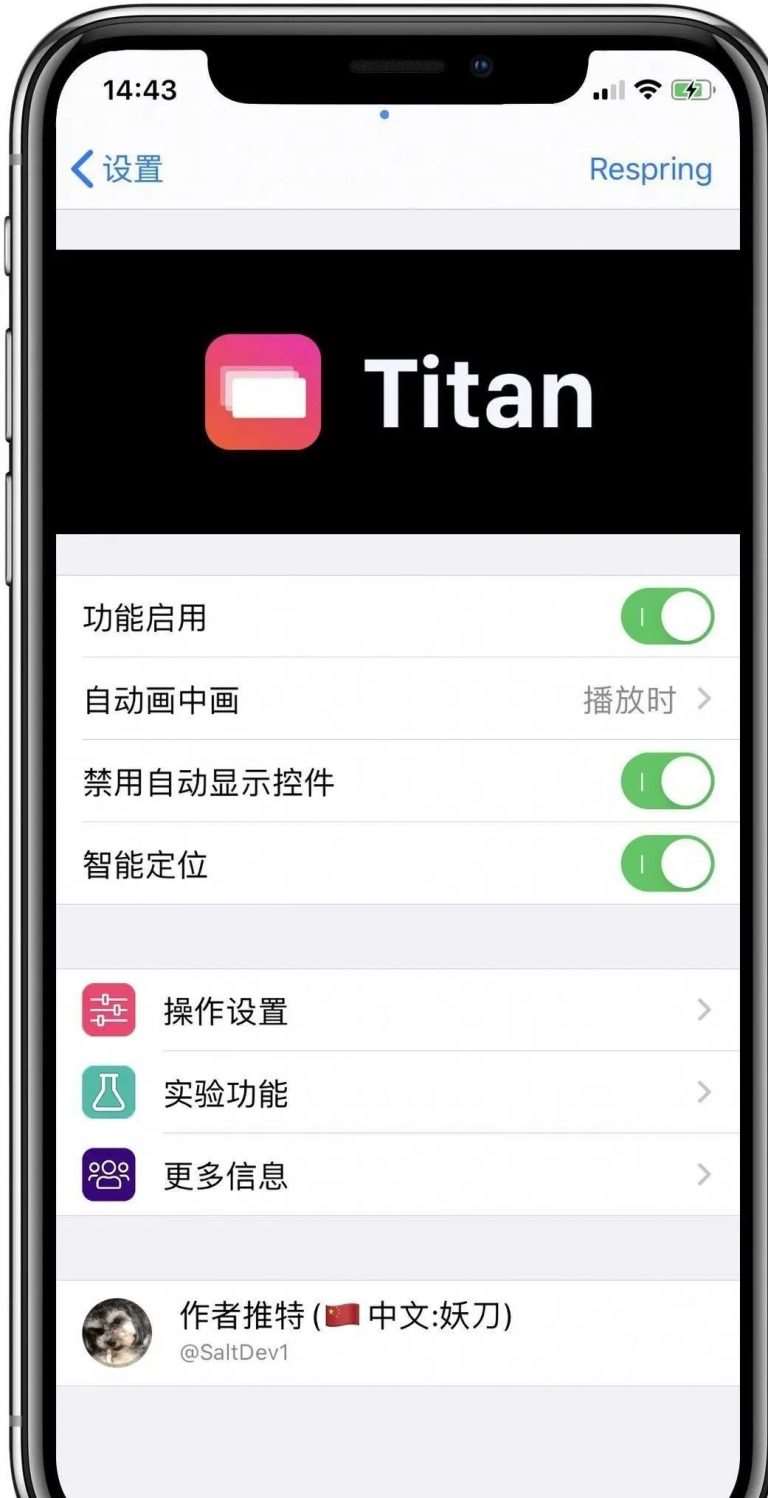 14:43
设置
Respring
Titan
功能启用
自动画中画
播放时
禁用自动显示控件
智能定位
操作设置
实验功能
更多信息
作者推特 (🇨🇳 中文:妖刀)
@SaltDev1